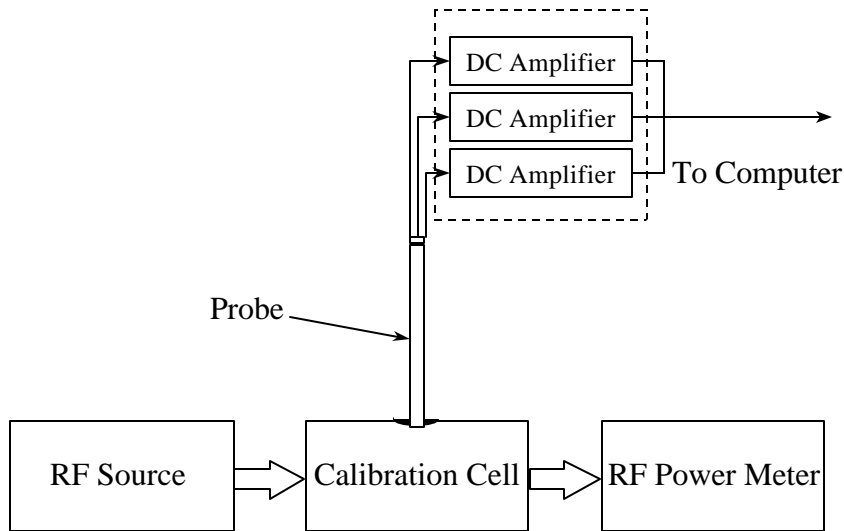 DC Amplifier
DC Amplifier
DC Amplifier
To Computer
Probe
RF Source
Calibration Cell
RF Power Meter